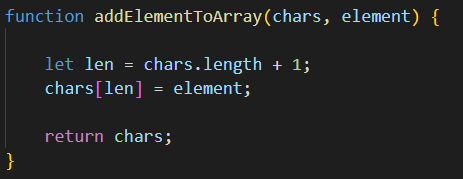 function addElementToArray(chars, element) {
let len = chars.length + 1;
chars[len] = element;
return chars;
}